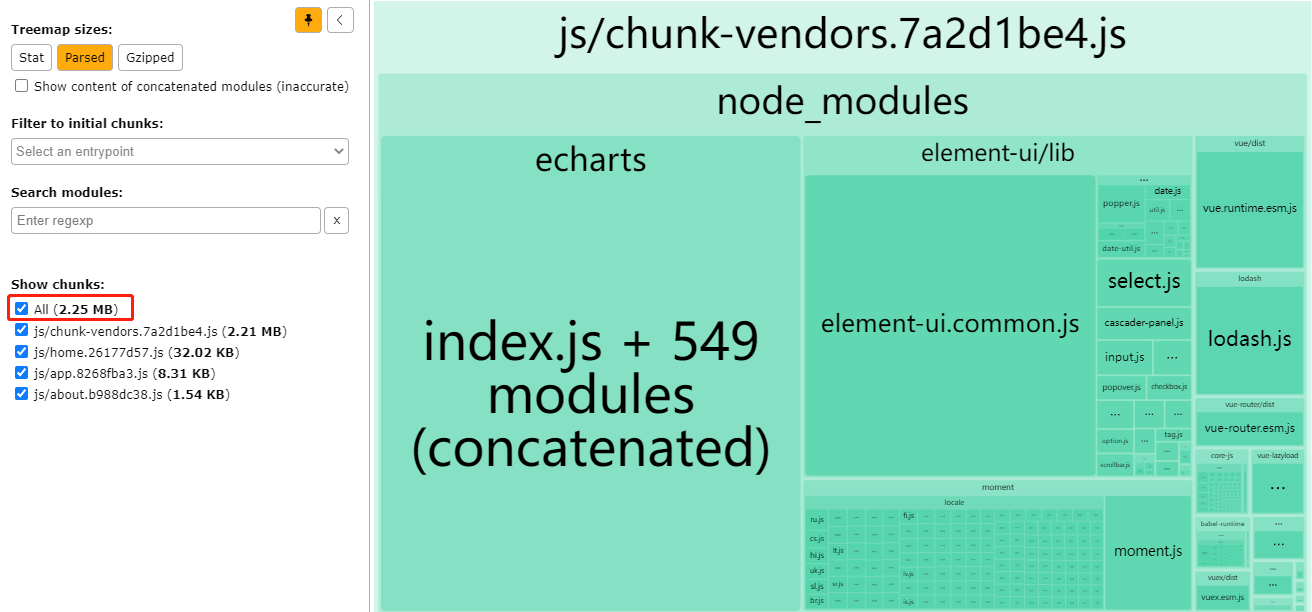 Treemap sizes:
Stat
Parsed
Gzipped
Show content of concatenated modules (inaccurate)
Filter to initial chunks:
Select an entrypoint
Search modules:
Enter regexp
x
Show chunks:
All (2.25 MB)
js/chunk-vendors.7a2d1be4.js (2.21 MB)
js/home.26177d57.js (32.02 KB)
js/app.8268fba3.js (8.31 KB)
js/about.b988dc38.js (1.54 KB)
js/chunk-vendors.7a2d1be4.js
node_modules
echarts
index.js + 549
modules
(concatenated)
element-ui/lib
element-ui.common.js
...
popper.js
date.js
util.js
...
...
date-util.js
select.js
cascader-panel.js
input.js
...
popover.js
checkbox.js
...
...
...
option.js
...
tag.js
scrollbar.js
moment
locale
ru.js
fi.js
cs.js
hi.js
lt.js
uk.js
lv.js
sl.js
sr.js
br.js
is.js
moment.js
vue/dist
vue.runtime.esm.js
lodash
lodash.js
vue-router/dist
vue-router.esm.js
core-js
vue-lazyload
...
babel-runtime
...
...
vuex/dist
vuex.esm.js
...
...